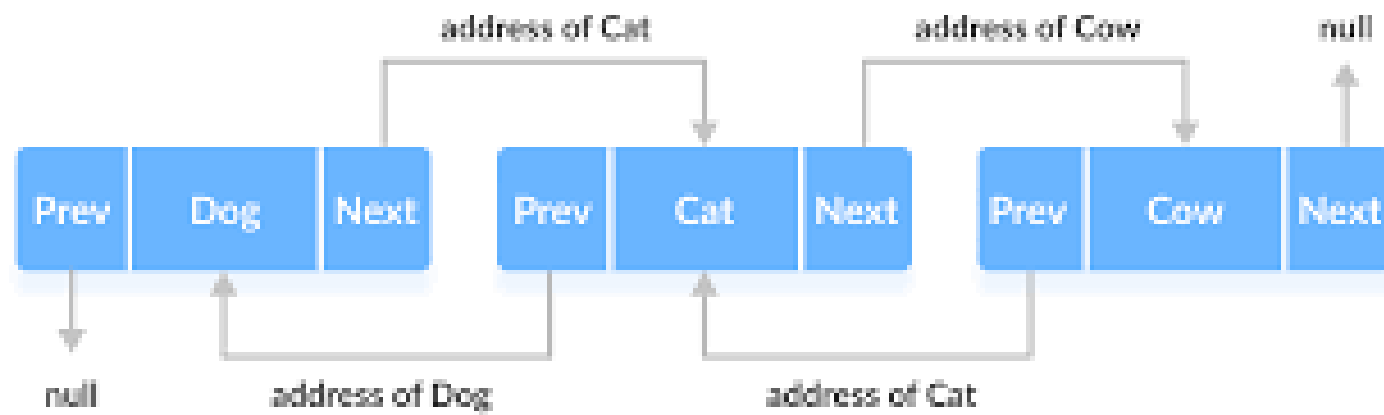 address of Cat address of Cow null
Prev Dog Next Prev Cat Next Prev Cow Next
null address of Dog address of Cat